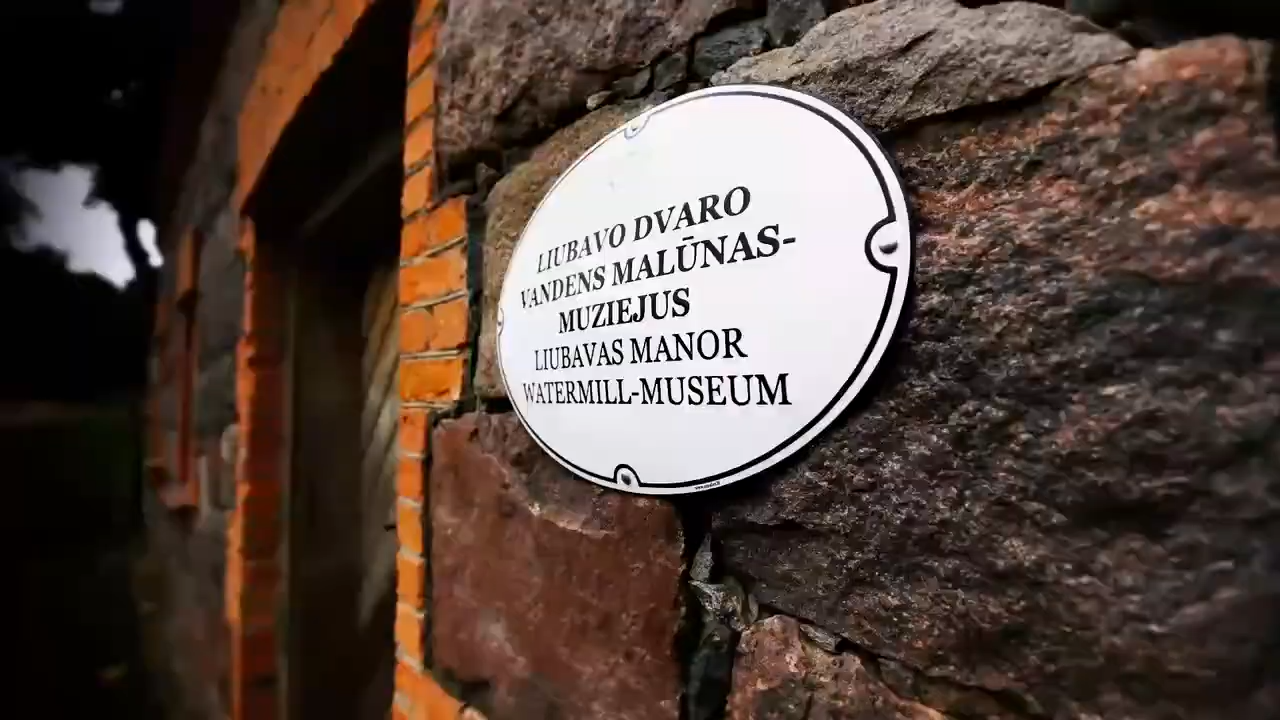 LIUBAVO DVARO
VANDENS MALŪNAS-
MUZIEJUS
LIUBAVAS MANOR
WATERMILL-MUSEUM